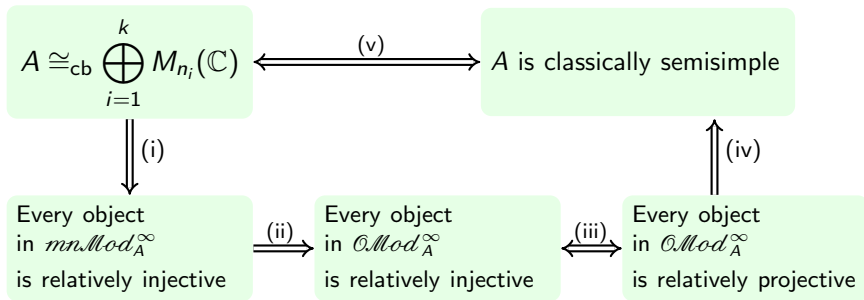 A ≅_cb ⊕_{i=1}^{k} M_{n_i}(ℂ)
(v)
A is classically semisimple
(i)
(iv)
Every object
in mnMod_A^∞
is relatively injective
(ii)
Every object
in OMod_A^∞
is relatively injective
(iii)
Every object
in OMod_A^∞
is relatively projective